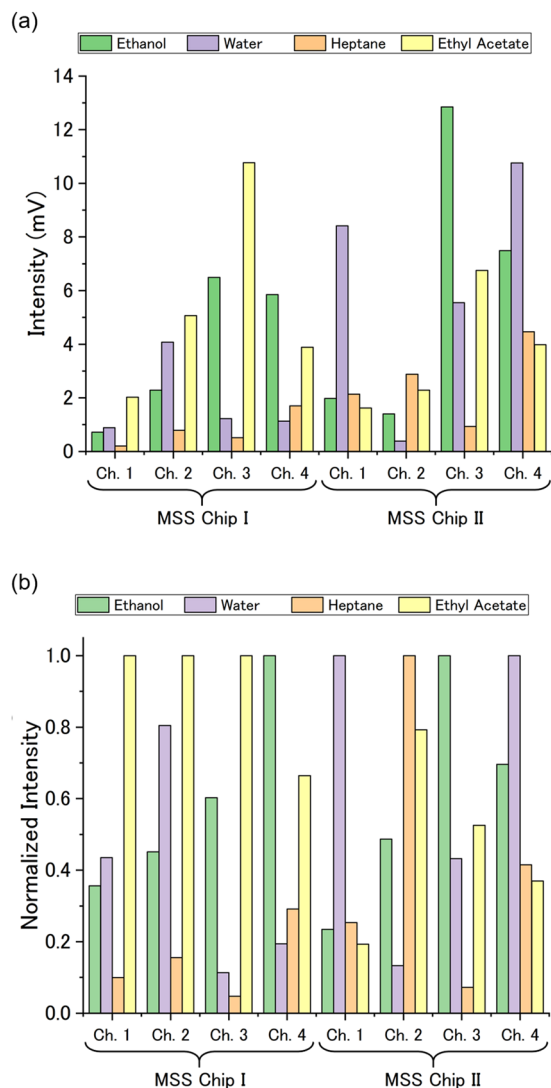 (a)
Ethanol Water Heptane Ethyl Acetate
14
12
10
8
6
4
2
0
Intensity (mV)
Ch. 1 Ch. 2 Ch. 3 Ch. 4 Ch. 1 Ch. 2 Ch. 3 Ch. 4
MSS Chip I MSS Chip II
(b)
Ethanol Water Heptane Ethyl Acetate
1.0
0.8
0.6
0.4
0.2
0.0
Normalized Intensity
Ch. 1 Ch. 2 Ch. 3 Ch. 4 Ch. 1 Ch. 2 Ch. 3 Ch. 4
MSS Chip I MSS Chip II